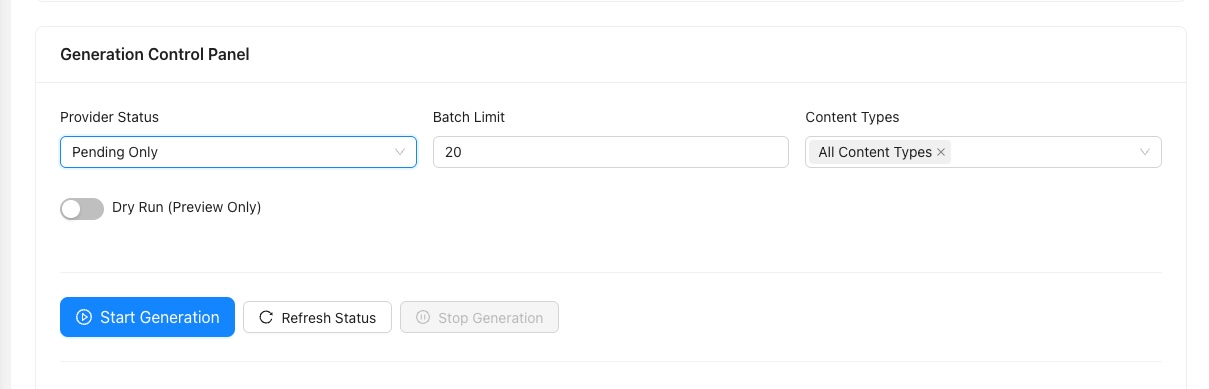 Generation Control Panel
Provider Status
Batch Limit
Content Types
Pending Only
20
All Content Types
Dry Run (Preview Only)
Start Generation
Refresh Status
Stop Generation